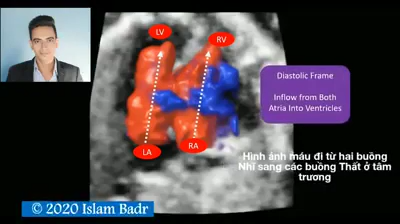 LV
RV
Diastolic Frame
Inflow from Both
Atria Into Ventricles
LA
RA
Hình ảnh máu đi từ hai buồng
Nhĩ sang các buồng Thất ở tâm
trương
© 2020 Islam Badr